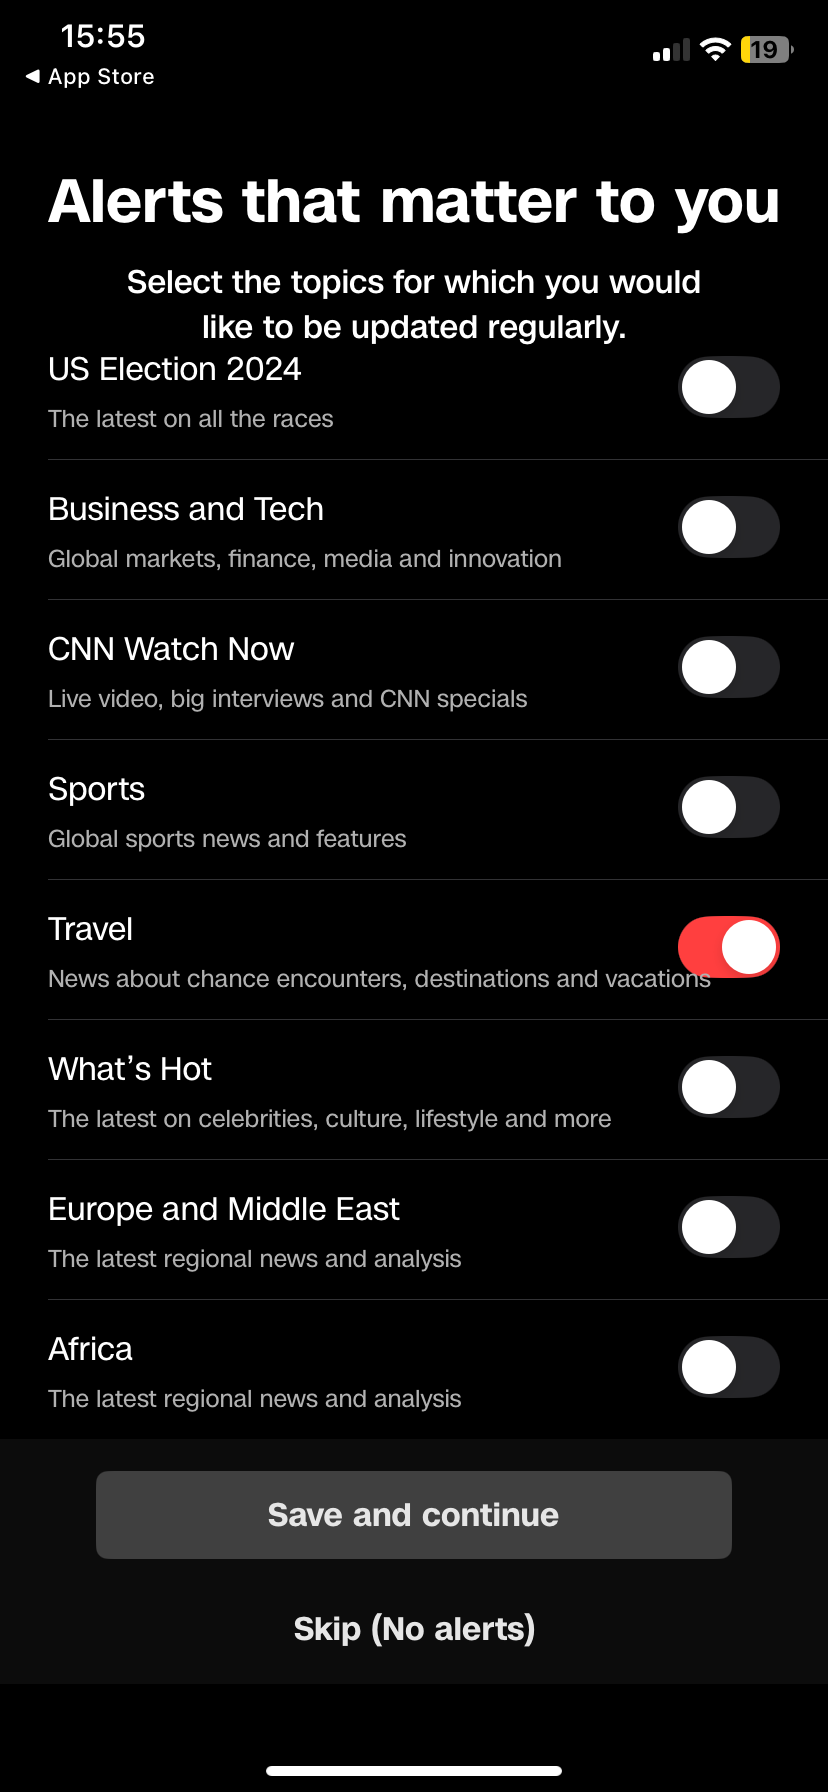 15:55
◀ App Store
19
Alerts that matter to you
Select the topics for which you would
like to be updated regularly.
US Election 2024
The latest on all the races
Business and Tech
Global markets, finance, media and innovation
CNN Watch Now
Live video, big interviews and CNN specials
Sports
Global sports news and features
Travel
News about chance encounters, destinations and vacations
What’s Hot
The latest on celebrities, culture, lifestyle and more
Europe and Middle East
The latest regional news and analysis
Africa
The latest regional news and analysis
Save and continue
Skip (No alerts)